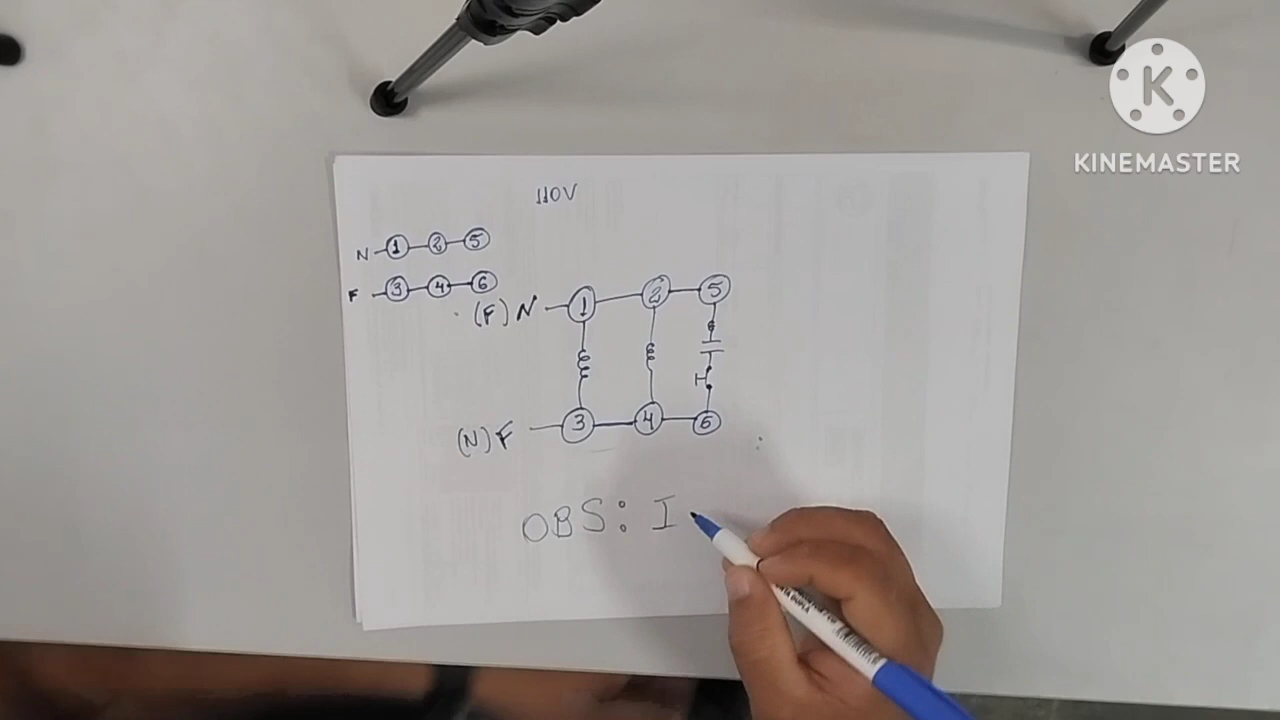 110V
N 1 2 5
F 3 4 6
(F) N 1 2 5
(N) F 3 4 6
OBS: I
KINEMASTER